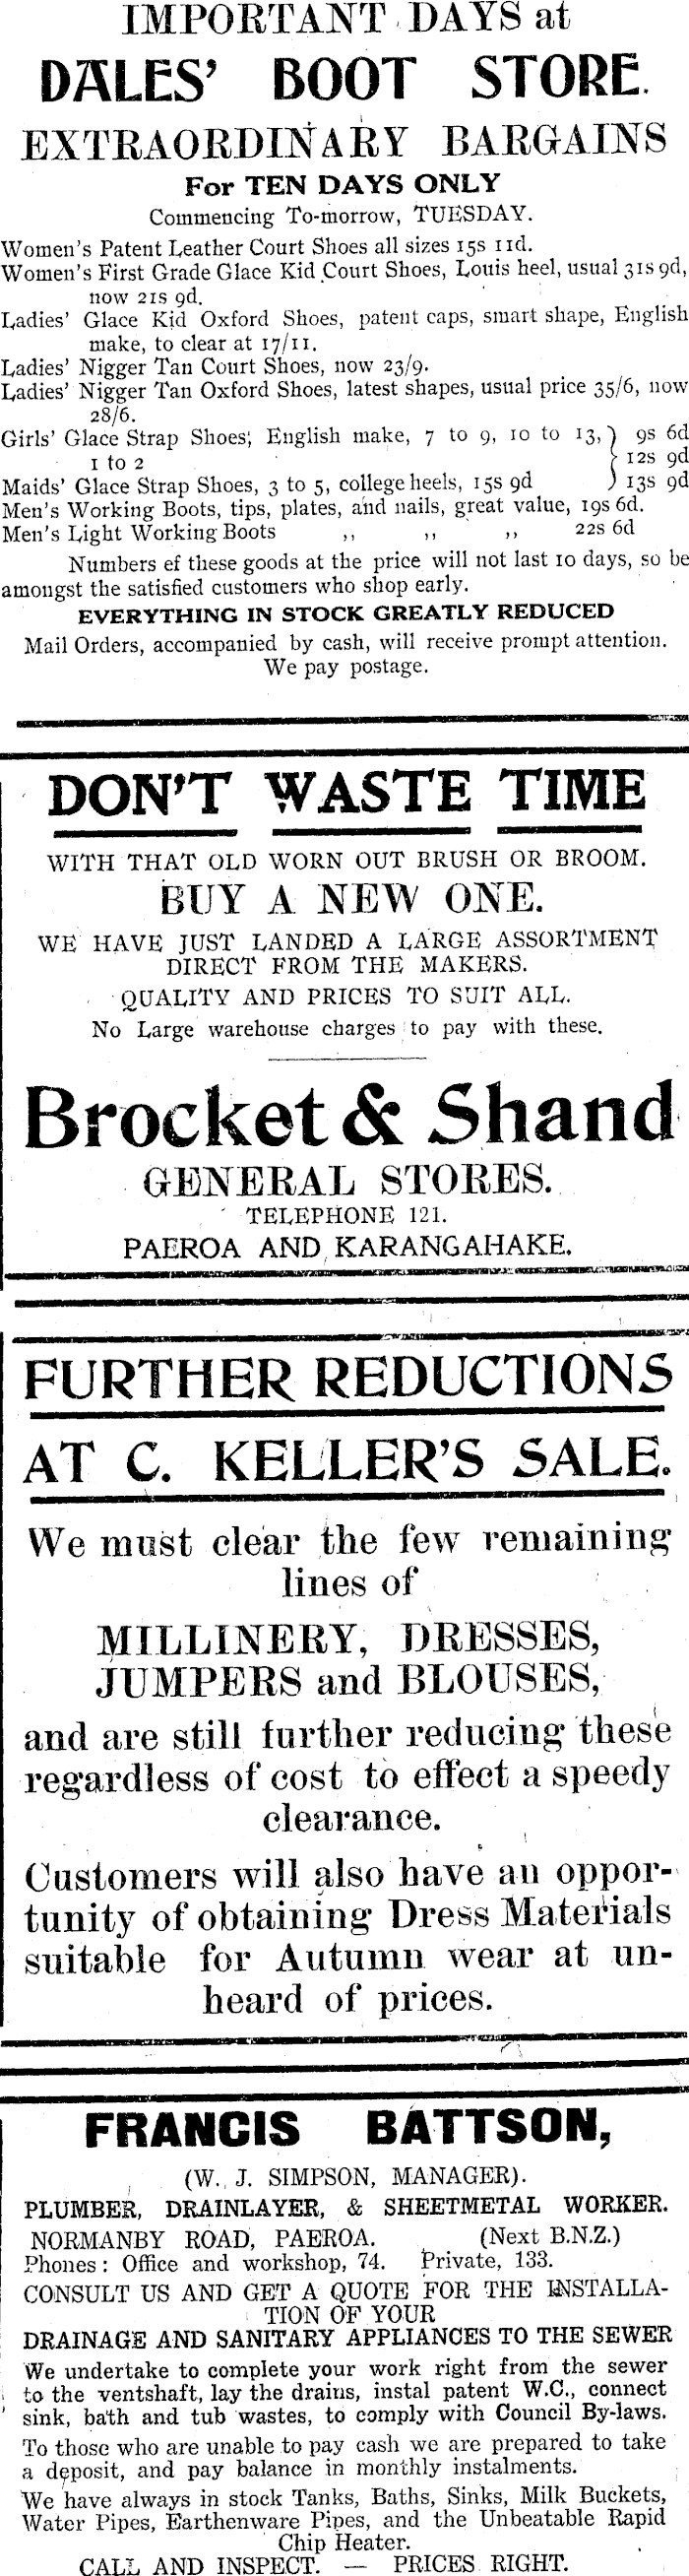 IMPORTANT DAYS at
DALES' BOOT STORE.
EXTRAORDINARY BARGAINS
For TEN DAYS ONLY
Commencing To-morrow, TUESDAY.
Women's Patent Leather Court Shoes all sizes 15s 11d.
Women's First Grade Glace Kid Court Shoes, Louis heel, usual 31s 9d,
now 21s 9d.
Ladies' Glace Kid Oxford Shoes, patent caps, smart shape, English
make, to clear at 17/11.
Ladies' Nigger Tan Court Shoes, now 23/9.
Ladies' Nigger Tan Oxford Shoes, latest shapes, usual price 35/6, now
28/6.
Girls' Glace Strap Shoes; English make, 7 to 9, 10 to 13, } 9s 6d
1 to 2 } 12s 9d
Maids' Glace Strap Shoes, 3 to 5, college heels, 15s 9d } 13s 9d
Men's Working Boots, tips, plates, and nails, great value, 19s 6d.
Men's Light Working Boots ,, ,, ,, 22s 6d
Numbers ef these goods at the price will not last 10 days, so be
amongst the satisfied customers who shop early.
EVERYTHING IN STOCK GREATLY REDUCED
Mail Orders, accompanied by cash, will receive prompt attention.
We pay postage.
DON'T WASTE TIME
WITH THAT OLD WORN OUT BRUSH OR BROOM.
BUY A NEW ONE.
WE HAVE JUST LANDED A LARGE ASSORTMENT
DIRECT FROM THE MAKERS.
QUALITY AND PRICES TO SUIT ALL.
No Large warehouse charges to pay with these.
Brocket & Shand
GENERAL STORES.
TELEPHONE 121.
PAEROA AND KARANGAHAKE.
FURTHER REDUCTIONS
AT C. KELLER'S SALE.
We must clear the few remaining
lines of
MILLINERY, DRESSES,
JUMPERS and BLOUSES,
and are still further reducing these
regardless of cost to effect a speedy
clearance.
Customers will also have an oppor-
tunity of obtaining Dress Materials
suitable for Autumn wear at un-
heard of prices.
FRANCIS BATTSON,
(W. J. SIMPSON, MANAGER).
PLUMBER, DRAINLAYER, & SHEETMETAL WORKER.
NORMANBY ROAD, PAEROA. (Next B.N.Z.)
Phones: Office and workshop, 74. Private, 133.
CONSULT US AND GET A QUOTE FOR THE INSTALLA-
TION OF YOUR
DRAINAGE AND SANITARY APPLIANCES TO THE SEWER
We undertake to complete your work right from the sewer
to the ventshaft, lay the drains, instal patent W.C., connect
sink, bath and tub wastes, to comply with Council By-laws.
To those who are unable to pay cash we are prepared to take
a deposit, and pay balance in monthly instalments.
We have always in stock Tanks, Baths, Sinks, Milk Buckets,
Water Pipes, Earthenware Pipes, and the Unbeatable Rapid
Chip Heater.
CALL AND INSPECT. — PRICES RIGHT.